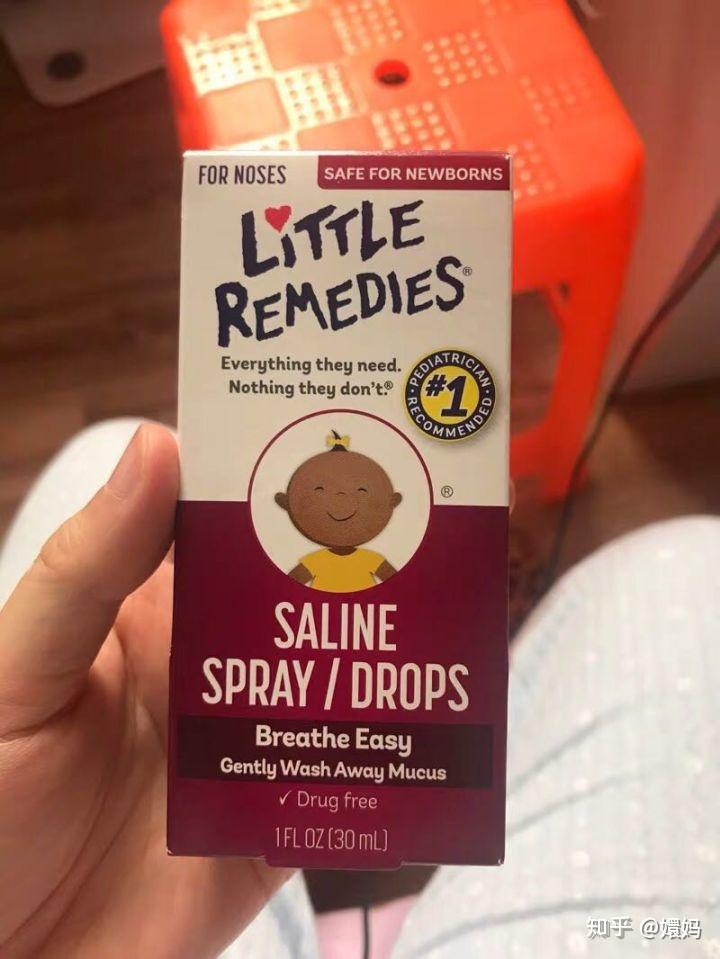 FOR NOSES
SAFE FOR NEWBORNS
LiTTLE
REMEDIES®
Everything they need.
Nothing they don't.®
PEDIATRICIAN
#1
RECOMMENDED
®
SALINE
SPRAY / DROPS
Breathe Easy
Gently Wash Away Mucus
✓ Drug free
1 FL OZ (30 mL)
知乎 @嬛妈